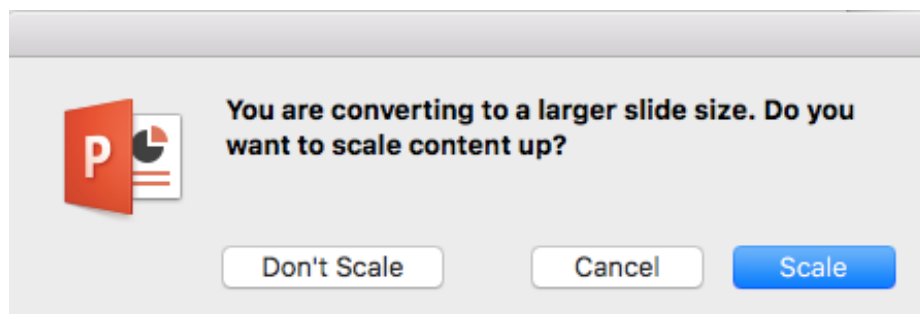 You are converting to a larger slide size. Do you
want to scale content up?
P
Don't Scale Cancel Scale